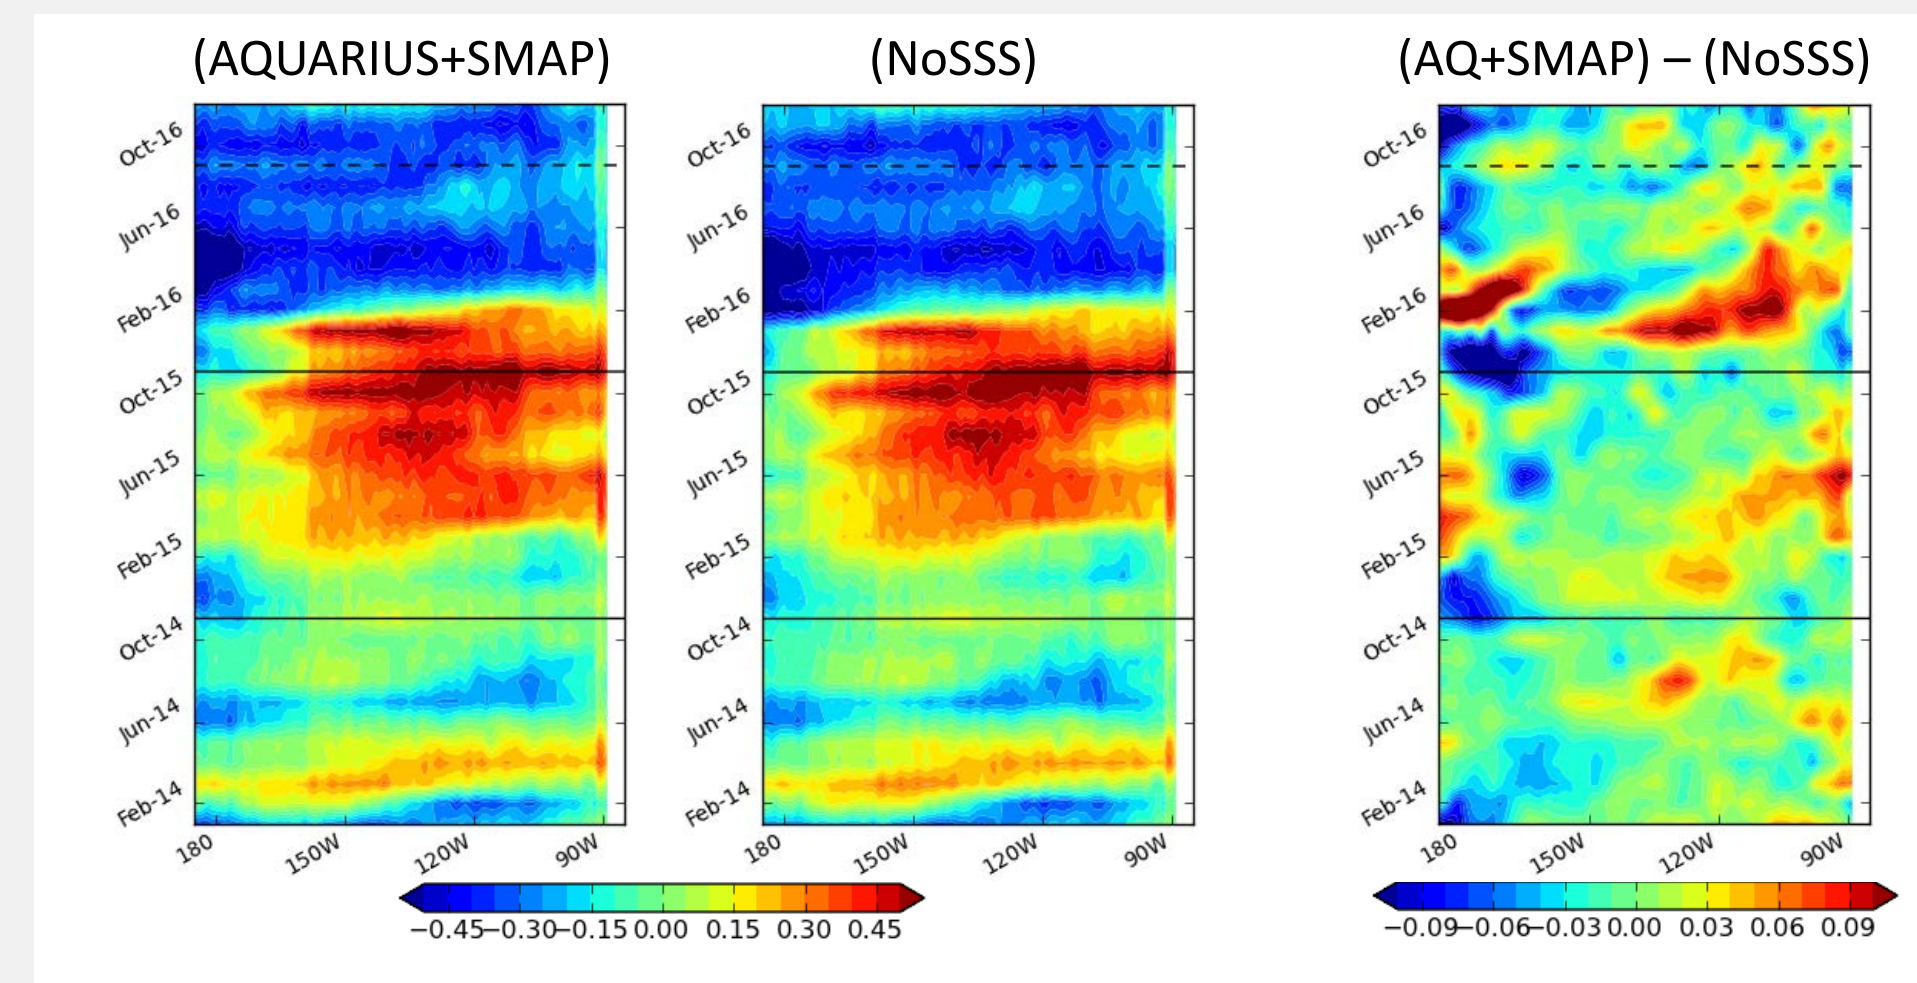 (AQUARIUS+SMAP)
(NoSSS)
(AQ+SMAP) – (NoSSS)
Oct-16
Jun-16
Feb-16
Oct-15
Jun-15
Feb-15
Oct-14
Jun-14
Feb-14
180 150W 120W 90W
Oct-16
Jun-16
Feb-16
Oct-15
Jun-15
Feb-15
Oct-14
Jun-14
Feb-14
180 150W 120W 90W
−0.45 −0.30 −0.15 0.00 0.15 0.30 0.45
Oct-16
Jun-16
Feb-16
Oct-15
Jun-15
Feb-15
Oct-14
Jun-14
Feb-14
180 150W 120W 90W
−0.09 −0.06 −0.03 0.00 0.03 0.06 0.09